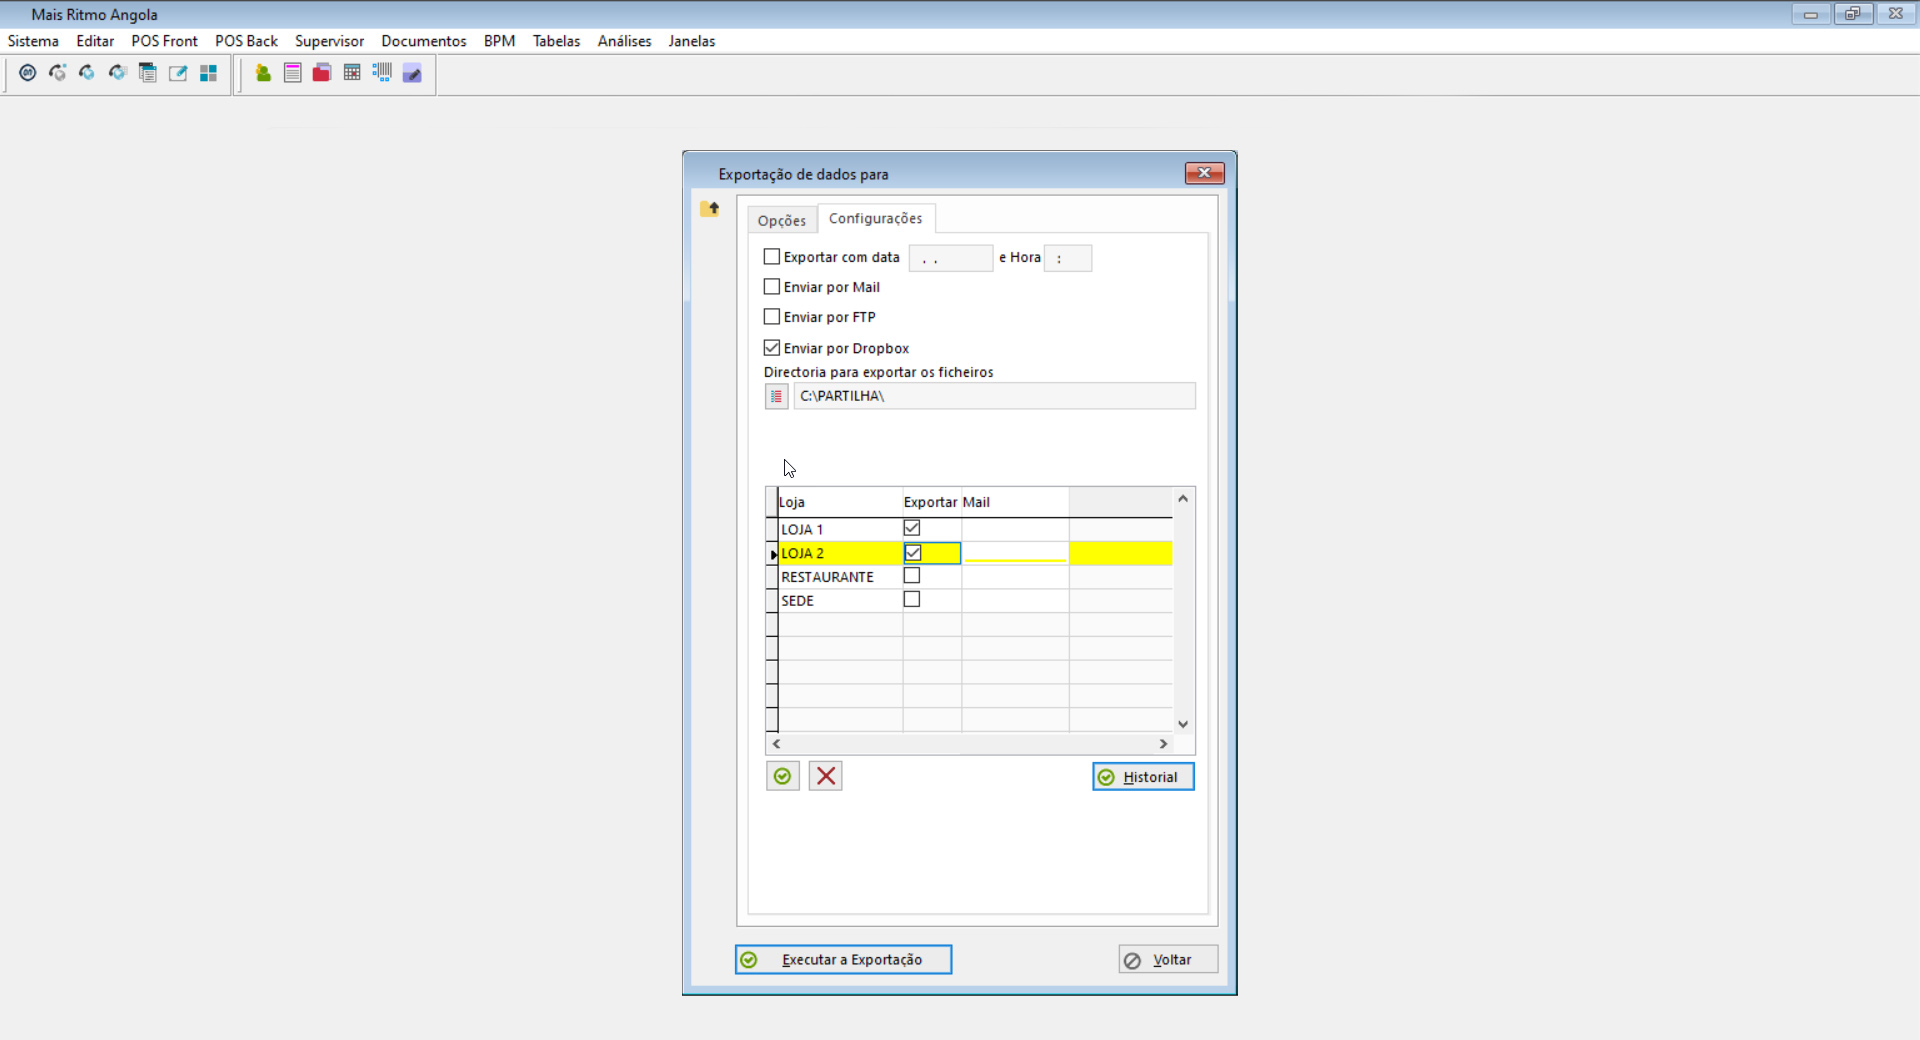 Mais Ritmo Angola
Sistema Editar POS Front POS Back Supervisor Documentos BPM Tabelas Análises Janelas
Exportação de dados para
Opções Configurações
Exportar com data . . e Hora :
Enviar por Mail
Enviar por FTP
Enviar por Dropbox
Directoria para exportar os ficheiros
C:\PARTILHA\
Loja Exportar Mail
LOJA 1
LOJA 2
RESTAURANTE
SEDE
Historial
Executar a Exportação Voltar